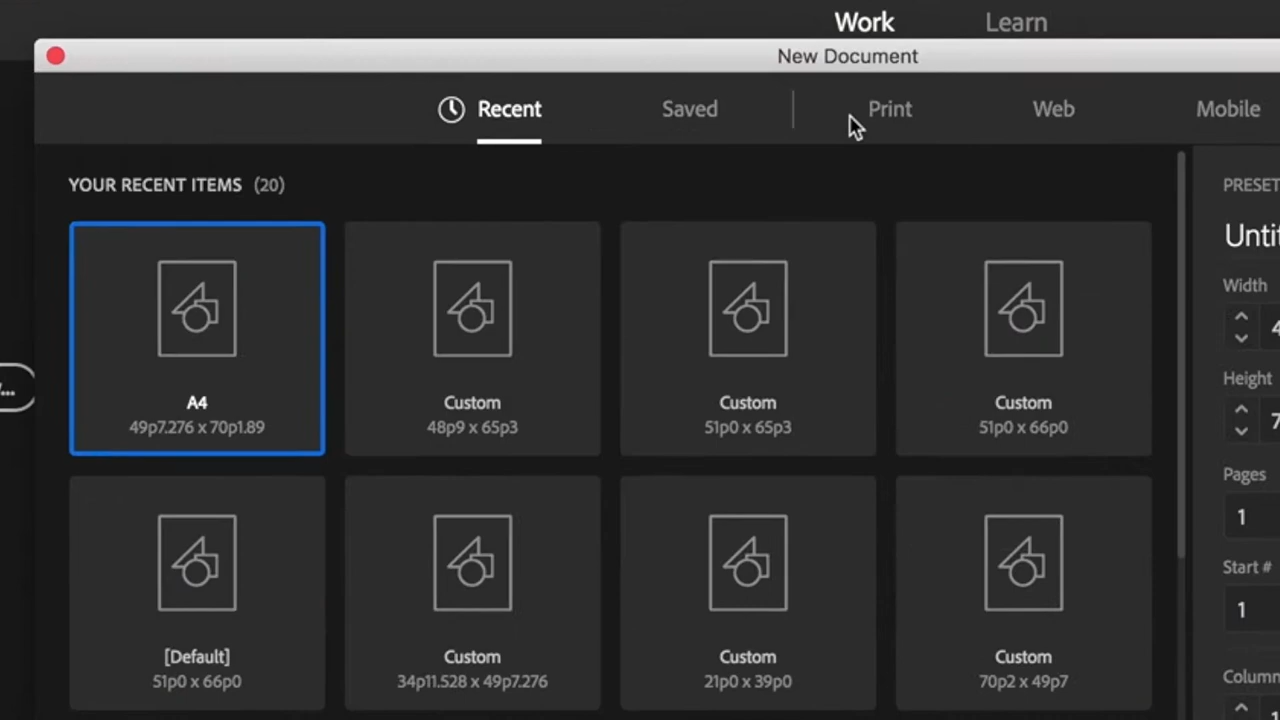 Work Learn
New Document
Recent Saved Print Web Mobile
YOUR RECENT ITEMS (20)
A4
49p7.276 x 70p1.89
Custom
48p9 x 65p3
Custom
51p0 x 65p3
Custom
51p0 x 66p0
[Default]
51p0 x 66p0
Custom
34p11.528 x 49p7.276
Custom
21p0 x 39p0
Custom
70p2 x 49p7
PRESET
Unti
Width
4
Height
7
Pages
1
Start #
1
Column